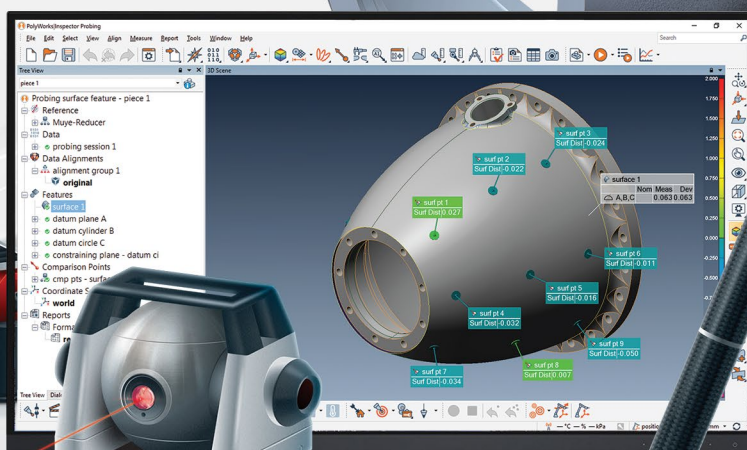 PolyWorks|Inspector Probing
File Edit Select View Align Measure Report Tools Window Help
Search
Tree View
3D Scene
piece 1
Probing surface feature - piece 1
Reference
Muye-Reducer
Data
probing session 1
Data Alignments
alignment group 1
original
Features
surface 1
datum plane A
datum cylinder B
datum circle C
constraining plane - datum ci
Comparison Points
cmp pts - surfa
Coordinate S
world
Reports
Forma
Tree View
surf pt 3
Surf Dist -0.024
surf pt 2
Surf Dist -0.022
surf pt 1
Surf Dist 0.027
surface 1
Nom Meas Dev
A,B,C 0.063 0.063
surf pt 6
Surf Dist -0.011
surf pt 5
Surf Dist -0.016
surf pt 4
Surf Dist -0.032
surf pt 9
Surf Dist -0.050
surf pt 8
Surf Dist 0.007
surf pt 7
Surf Dist -0.034
2.000
1.750
1.500
1.250
1.000
0.750
0.500
0.250
0.000
-0.250
-0.500
—°C —% —kPa
mm